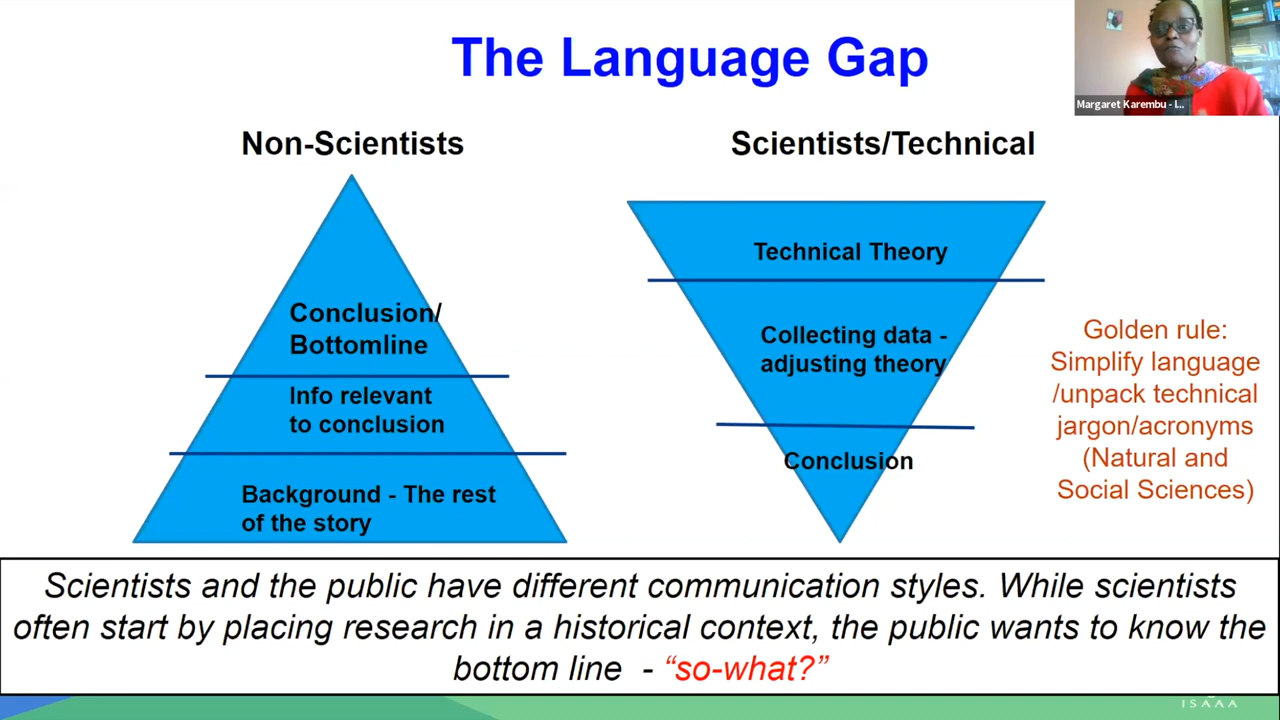 The Language Gap
Margaret Karembu - I...
Non-Scientists
Conclusion/
Bottomline
Info relevant
to conclusion
Background - The rest
of the story
Scientists/Technical
Technical Theory
Collecting data -
adjusting theory
Conclusion
Golden rule:
Simplify language
/unpack technical
jargon/acronyms
(Natural and
Social Sciences)
Scientists and the public have different communication styles. While scientists
often start by placing research in a historical context, the public wants to know the
bottom line - “so-what?”
ISAAA